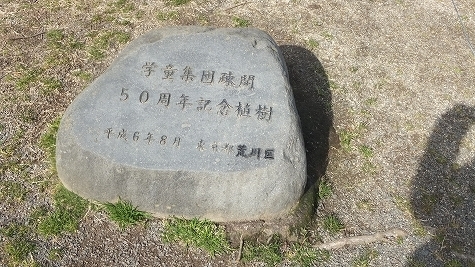 学童集団疎開
50周年記念植樹
平成6年8月 東京都荒川区